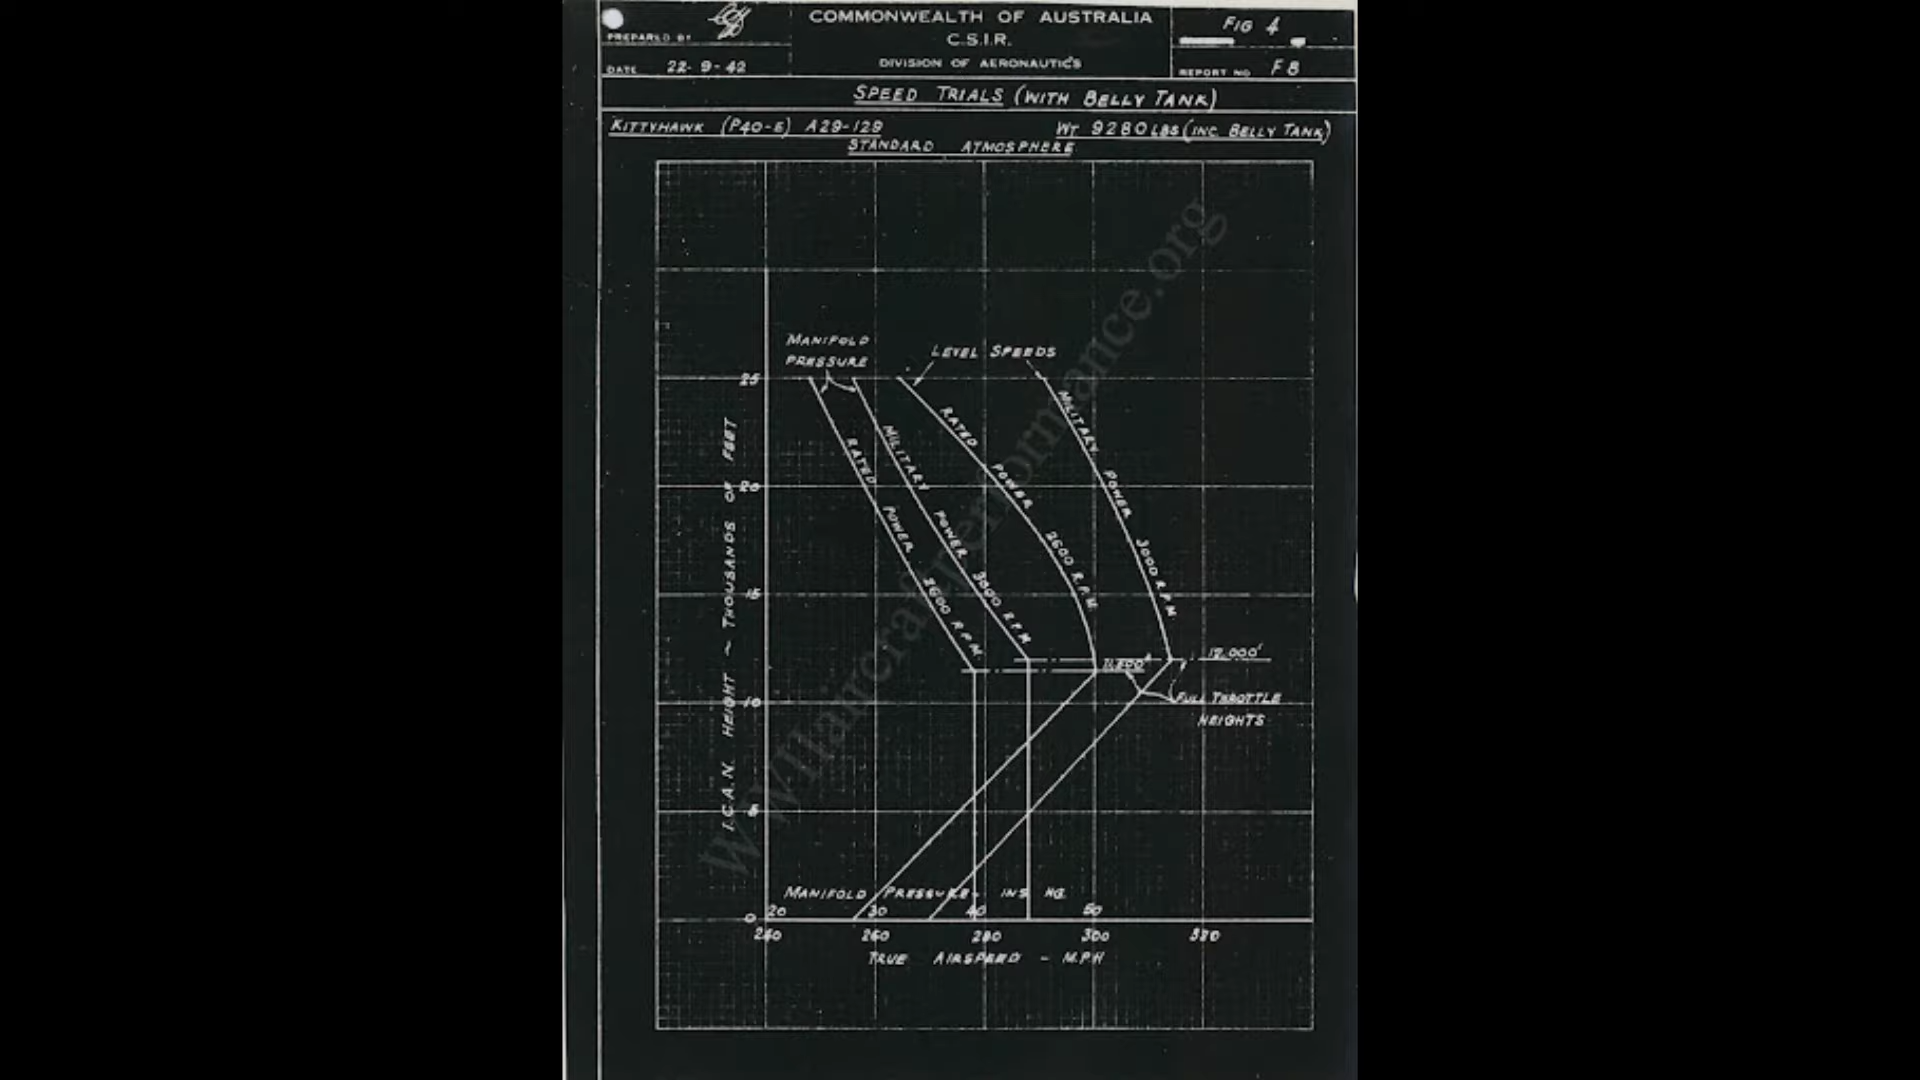 PREPARED BY
COMMONWEALTH OF AUSTRALIA
C.S.I.R.
DIVISION OF AERONAUTICS
FIG 4
DATE 22-9-42
REPORT NO F8
SPEED TRIALS (WITH BELLY TANK)
KITTYHAWK (P40-E) A29-129
WT 9280 LBS (INC. BELLY TANK)
STANDARD ATMOSPHERE
MANIFOLD
PRESSURE
LEVEL SPEEDS
25
20
15
10
5
0
I.C.A.N. HEIGHT ~ THOUSANDS OF FEET
RATED POWER 2600 R.P.M.
MILITARY POWER 3000 R.P.M.
RATED POWER 2600 R.P.M.
MILITARY POWER 3000 R.P.M.
12,000'
FULL THROTTLE
HEIGHTS
MANIFOLD PRESSURE - INS HG.
20 30 40 50
260 280 300 320
TRUE AIRSPEED - M.P.H
www.aircraftperformance.org